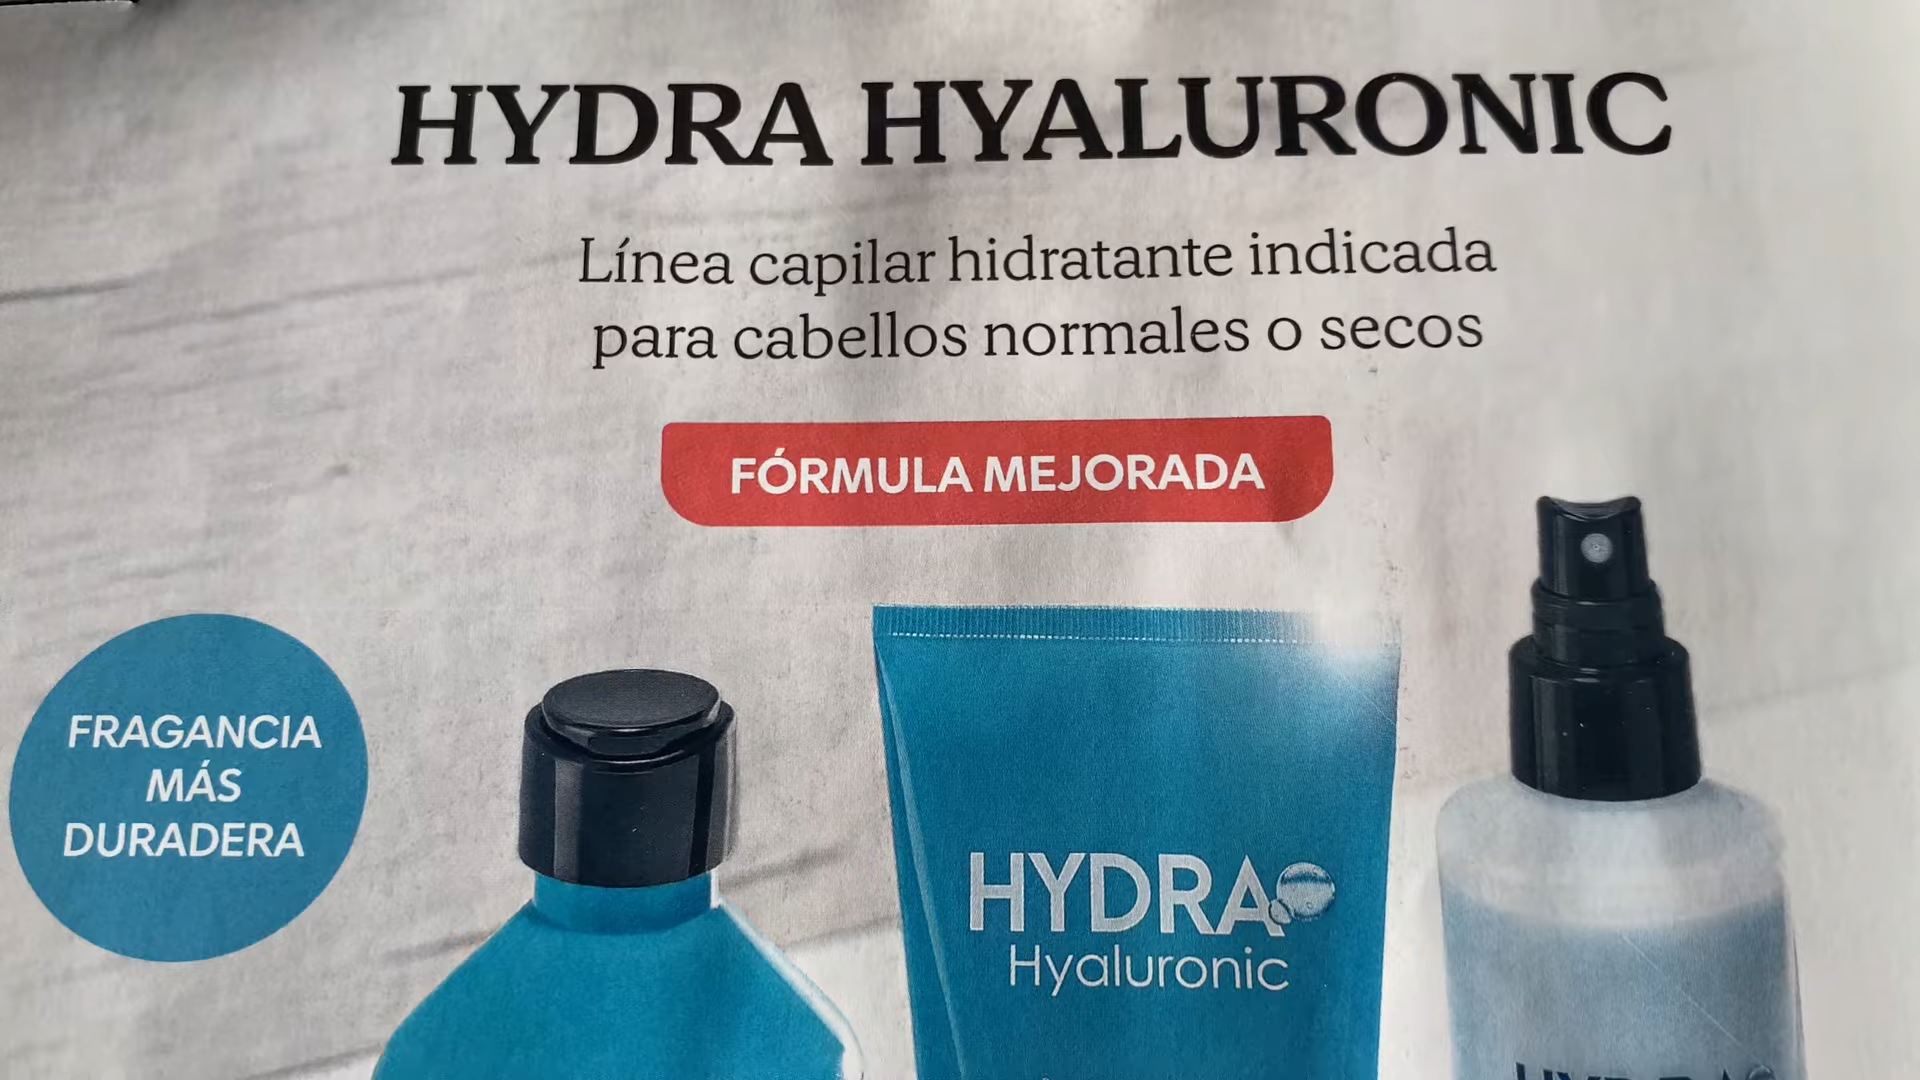 HYDRA HYALURONIC
Línea capilar hidratante indicada
para cabellos normales o secos
FÓRMULA MEJORADA
FRAGANCIA
MÁS
DURADERA
HYDRA
Hyaluronic